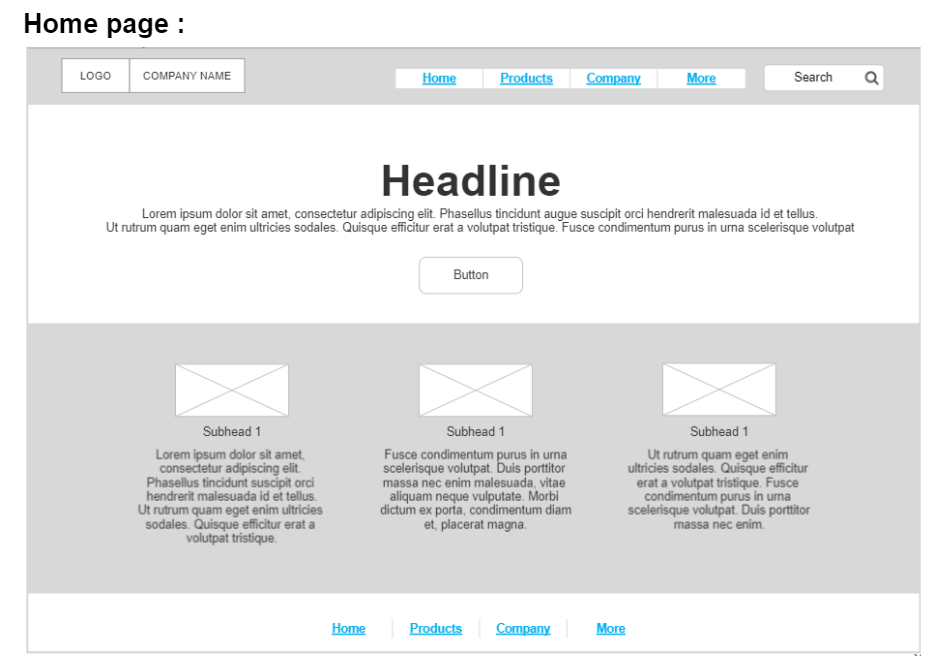 Home page :
LOGO COMPANY NAME Home Products Company More Search
Headline
Lorem ipsum dolor sit amet, consectetur adipiscing elit. Phasellus tincidunt augue suscipit orci hendrerit malesuada id et tellus.
Ut rutrum quam eget enim ultricies sodales. Quisque efficitur erat a volutpat tristique. Fusce condimentum purus in urna scelerisque volutpat
Button
Subhead 1
Lorem ipsum dolor sit amet,
consectetur adipiscing elit.
Phasellus tincidunt suscipit orci
hendrerit malesuada id et tellus.
Ut rutrum quam eget enim ultricies
sodales. Quisque efficitur erat a
volutpat tristique.
Subhead 1
Fusce condimentum purus in urna
scelerisque volutpat. Duis porttitor
massa nec enim malesuada, vitae
aliquam neque vulputate. Morbi
dictum ex porta, condimentum diam
et, placerat magna.
Subhead 1
Ut rutrum quam eget enim
ultricies sodales. Quisque efficitur
erat a volutpat tristique. Fusce
condimentum purus in urna
scelerisque volutpat. Duis porttitor
massa nec enim.
Home Products Company More